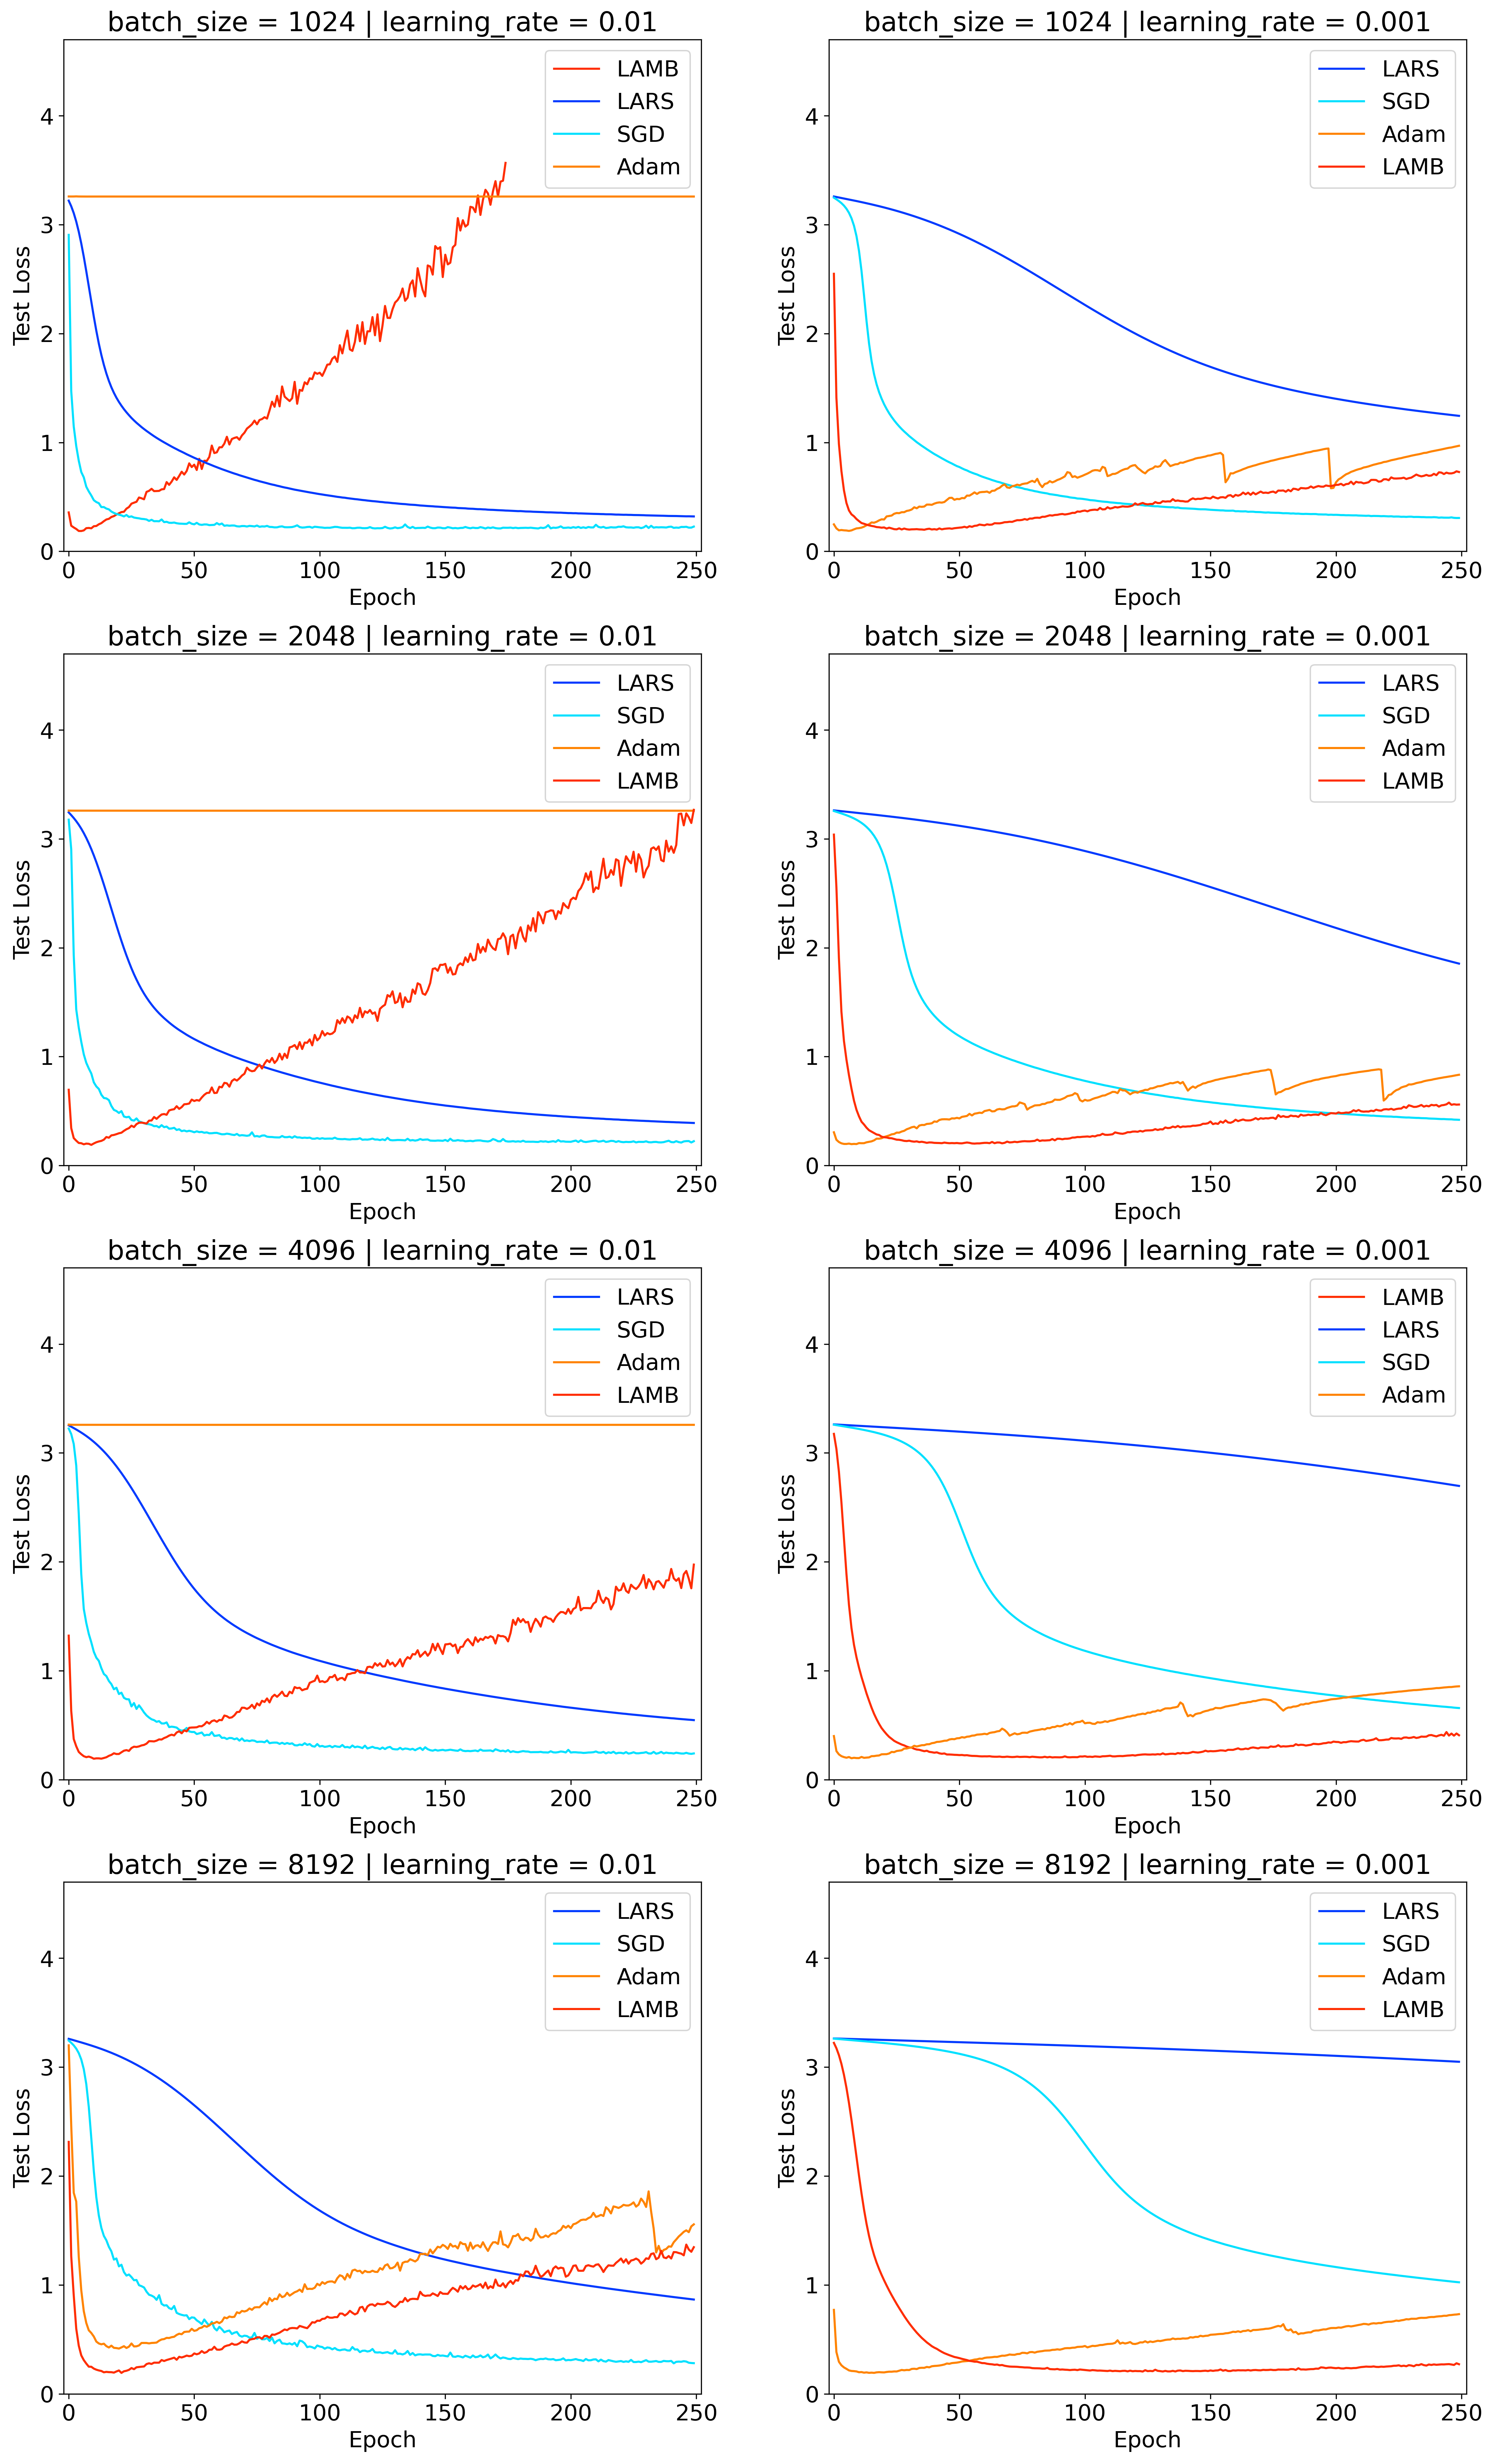 batch_size = 1024 | learning_rate = 0.01
LAMB
LARS
SGD
Adam
4
3
2
1
0
Test Loss
0 50 100 150 200 250
Epoch
batch_size = 1024 | learning_rate = 0.001
LARS
SGD
Adam
LAMB
4
3
2
1
0
Test Loss
0 50 100 150 200 250
Epoch
batch_size = 2048 | learning_rate = 0.01
LARS
SGD
Adam
LAMB
4
3
2
1
0
Test Loss
0 50 100 150 200 250
Epoch
batch_size = 2048 | learning_rate = 0.001
LARS
SGD
Adam
LAMB
4
3
2
1
0
Test Loss
0 50 100 150 200 250
Epoch
batch_size = 4096 | learning_rate = 0.01
LARS
SGD
Adam
LAMB
4
3
2
1
0
Test Loss
0 50 100 150 200 250
Epoch
batch_size = 4096 | learning_rate = 0.001
LAMB
LARS
SGD
Adam
4
3
2
1
0
Test Loss
0 50 100 150 200 250
Epoch
batch_size = 8192 | learning_rate = 0.01
LARS
SGD
Adam
LAMB
4
3
2
1
0
Test Loss
0 50 100 150 200 250
Epoch
batch_size = 8192 | learning_rate = 0.001
LARS
SGD
Adam
LAMB
4
3
2
1
0
Test Loss
0 50 100 150 200 250
Epoch